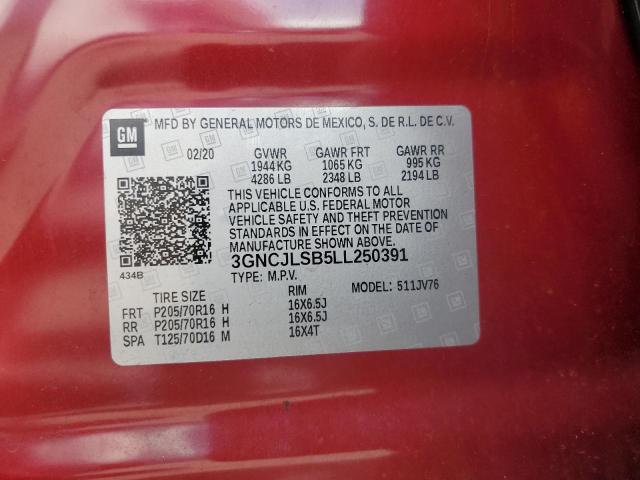 GM MFD BY GENERAL MOTORS DE MEXICO, S. DE R.L. DE C.V.
02/20 GVWR GAWR FRT GAWR RR
1944 KG 1065 KG 995 KG
4286 LB 2348 LB 2194 LB
THIS VEHICLE CONFORMS TO ALL
APPLICABLE U.S. FEDERAL MOTOR
VEHICLE SAFETY AND THEFT PREVENTION
STANDARDS IN EFFECT ON THE DATE OF
MANUFACTURE SHOWN ABOVE.
434B 3GNCJLSB5LL250391
TYPE: M.P.V.
TIRE SIZE RIM MODEL: 511JV76
FRT P205/70R16 H 16X6.5J
RR P205/70R16 H 16X6.5J
SPA T125/70D16 M 16X4T